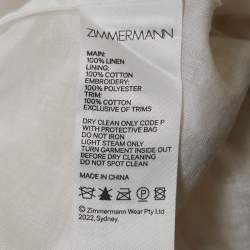 ZIMMERMANN
MAIN:
100% LINEN
LINING:
100% COTTON
EMBROIDERY:
100% POLYESTER
TRIM:
100% COTTON
EXCLUSIVE OF TRIMS
DRY CLEAN ONLY CODE P
WITH PROTECTIVE BAG
DO NOT IRON
LIGHT STEAM ONLY
TURN GARMENT INSIDE OUT
BEFORE DRY CLEANING
DO NOT SPOT CLEAN
MADE IN CHINA
P
© Zimmermann Wear Pty Ltd
2022, Sydney.